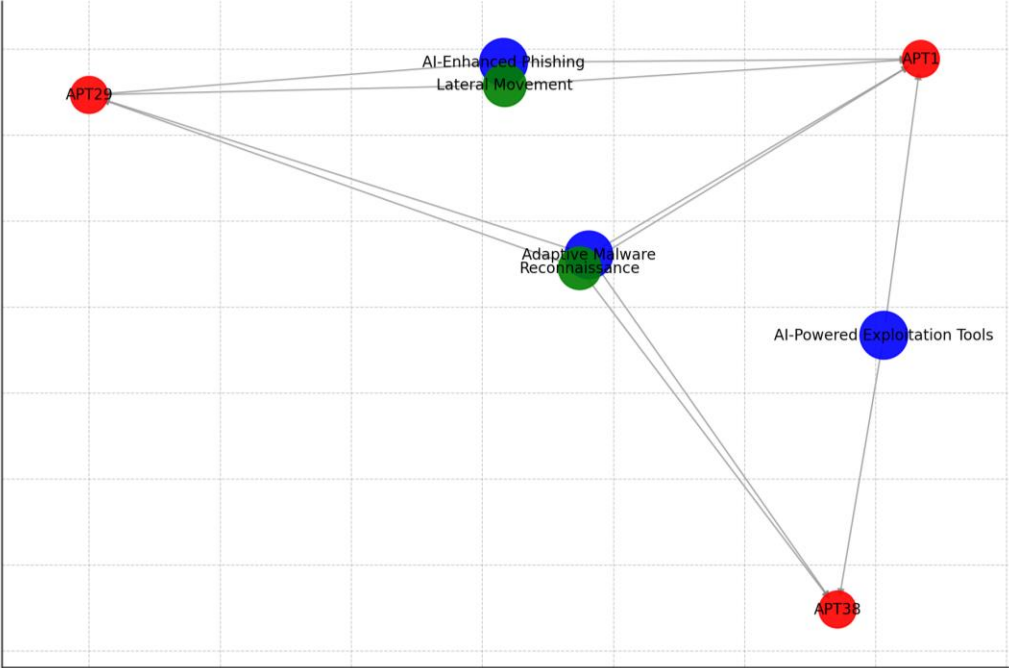 AI-Enhanced Phishing
APT1
Lateral Movement
APT29
Adaptive Malware
Reconnaissance
AI-Powered Exploitation Tools
APT38